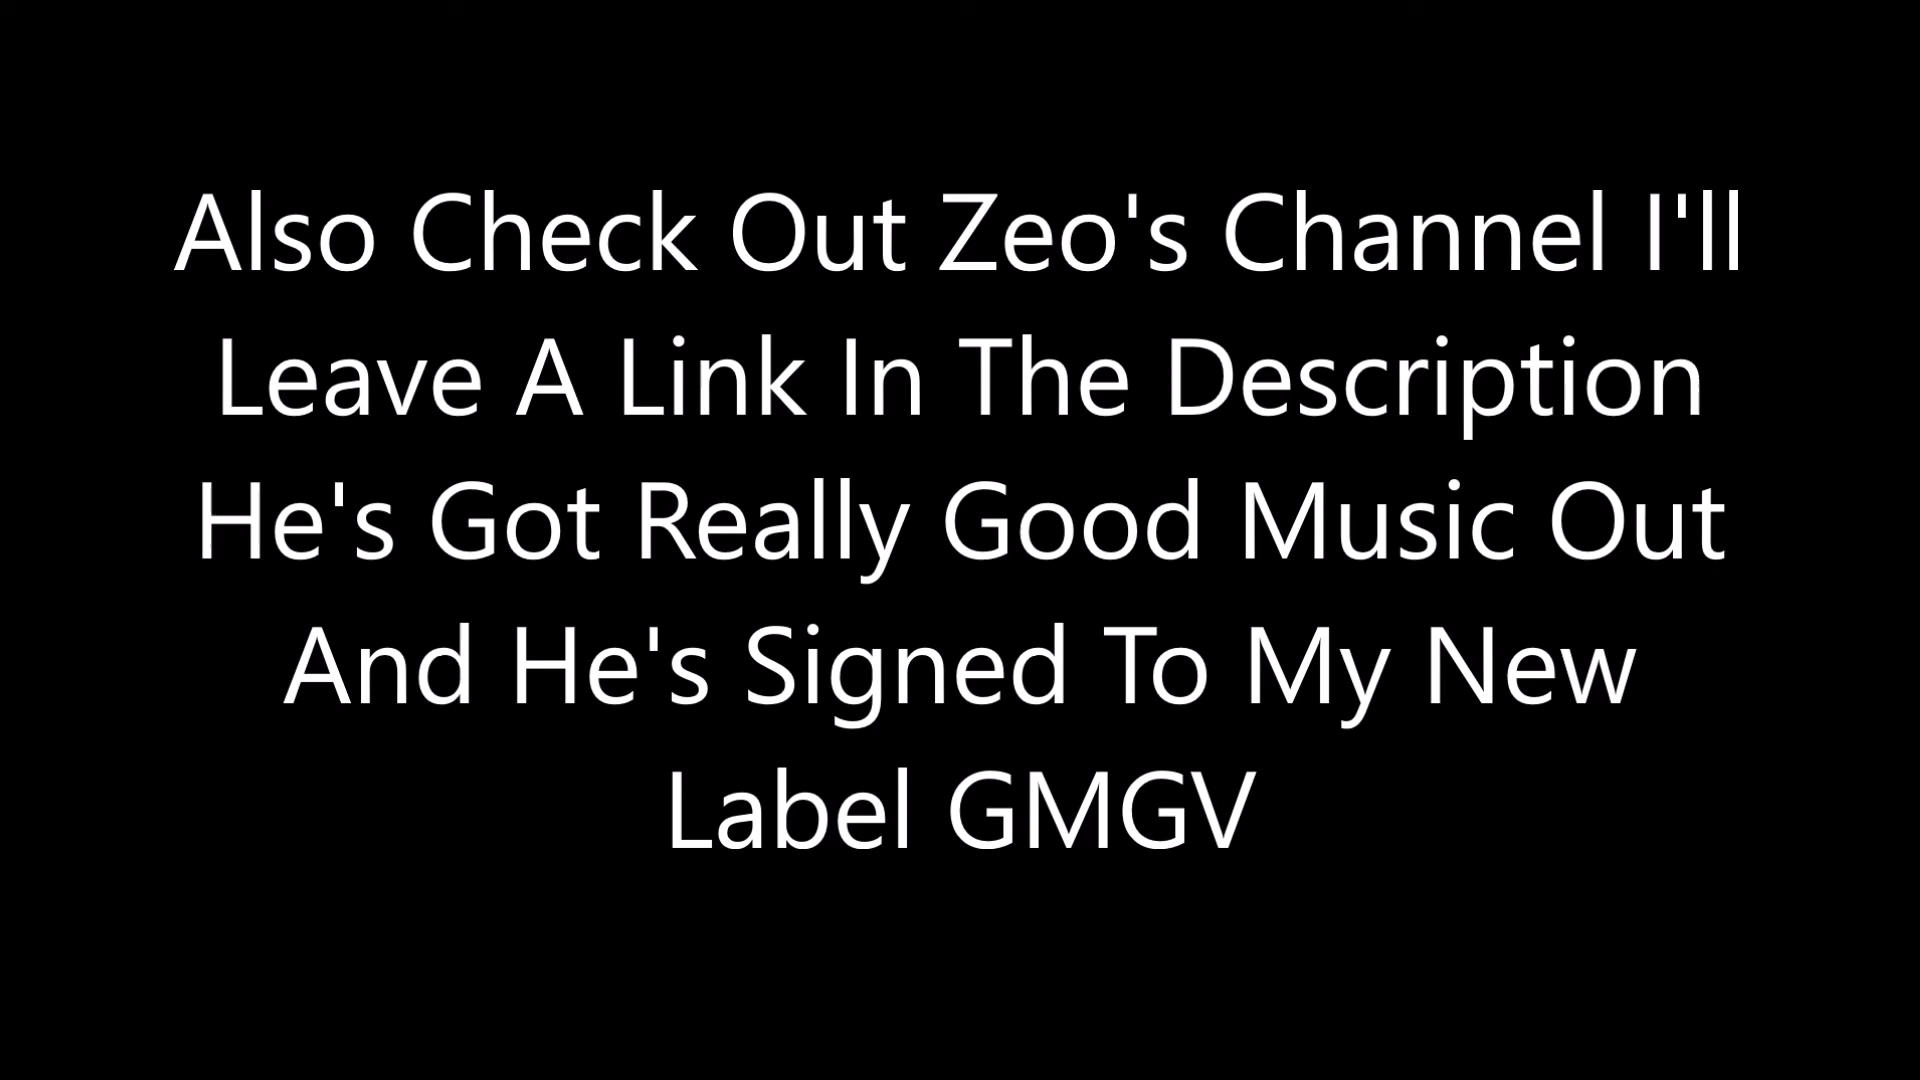 Also Check Out Zeo's Channel I'll
Leave A Link In The Description
He's Got Really Good Music Out
And He's Signed To My New
Label GMGV